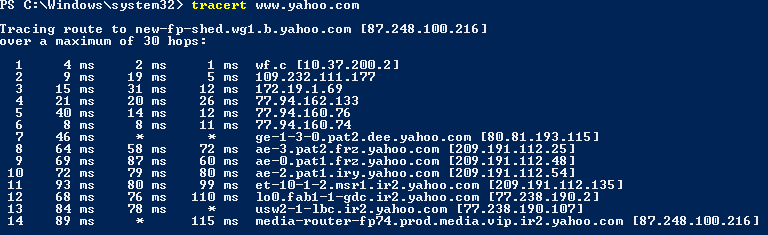 PS C:\Windows\system32> tracert www.yahoo.com
Tracing route to new-fp-shed.wg1.b.yahoo.com [87.248.100.216]
over a maximum of 30 hops:
1 4 ms 2 ms 1 ms wf.c [10.37.200.2]
2 9 ms 19 ms 5 ms 109.232.111.177
3 15 ms 31 ms 12 ms 172.19.1.69
4 21 ms 20 ms 26 ms 77.94.162.133
5 40 ms 14 ms 12 ms 77.94.160.76
6 8 ms 8 ms 11 ms 77.94.160.74
7 46 ms * * ge-1-3-0.pat2.dee.yahoo.com [80.81.193.115]
8 64 ms 58 ms 72 ms ae-3.pat2.frz.yahoo.com [209.191.112.25]
9 69 ms 87 ms 60 ms ae-0.pat1.frz.yahoo.com [209.191.112.48]
10 72 ms 79 ms 80 ms ae-2.pat1.iry.yahoo.com [209.191.112.54]
11 93 ms 80 ms 99 ms et-10-1-2.msr1.ir2.yahoo.com [209.191.112.135]
12 68 ms 76 ms 110 ms lo0.fab1-1-gdc.ir2.yahoo.com [77.238.190.2]
13 84 ms 78 ms * usw2-1-lbc.ir2.yahoo.com [77.238.190.107]
14 89 ms * 115 ms media-router-fp74.prod.media.vip.ir2.yahoo.com [87.248.100.216]